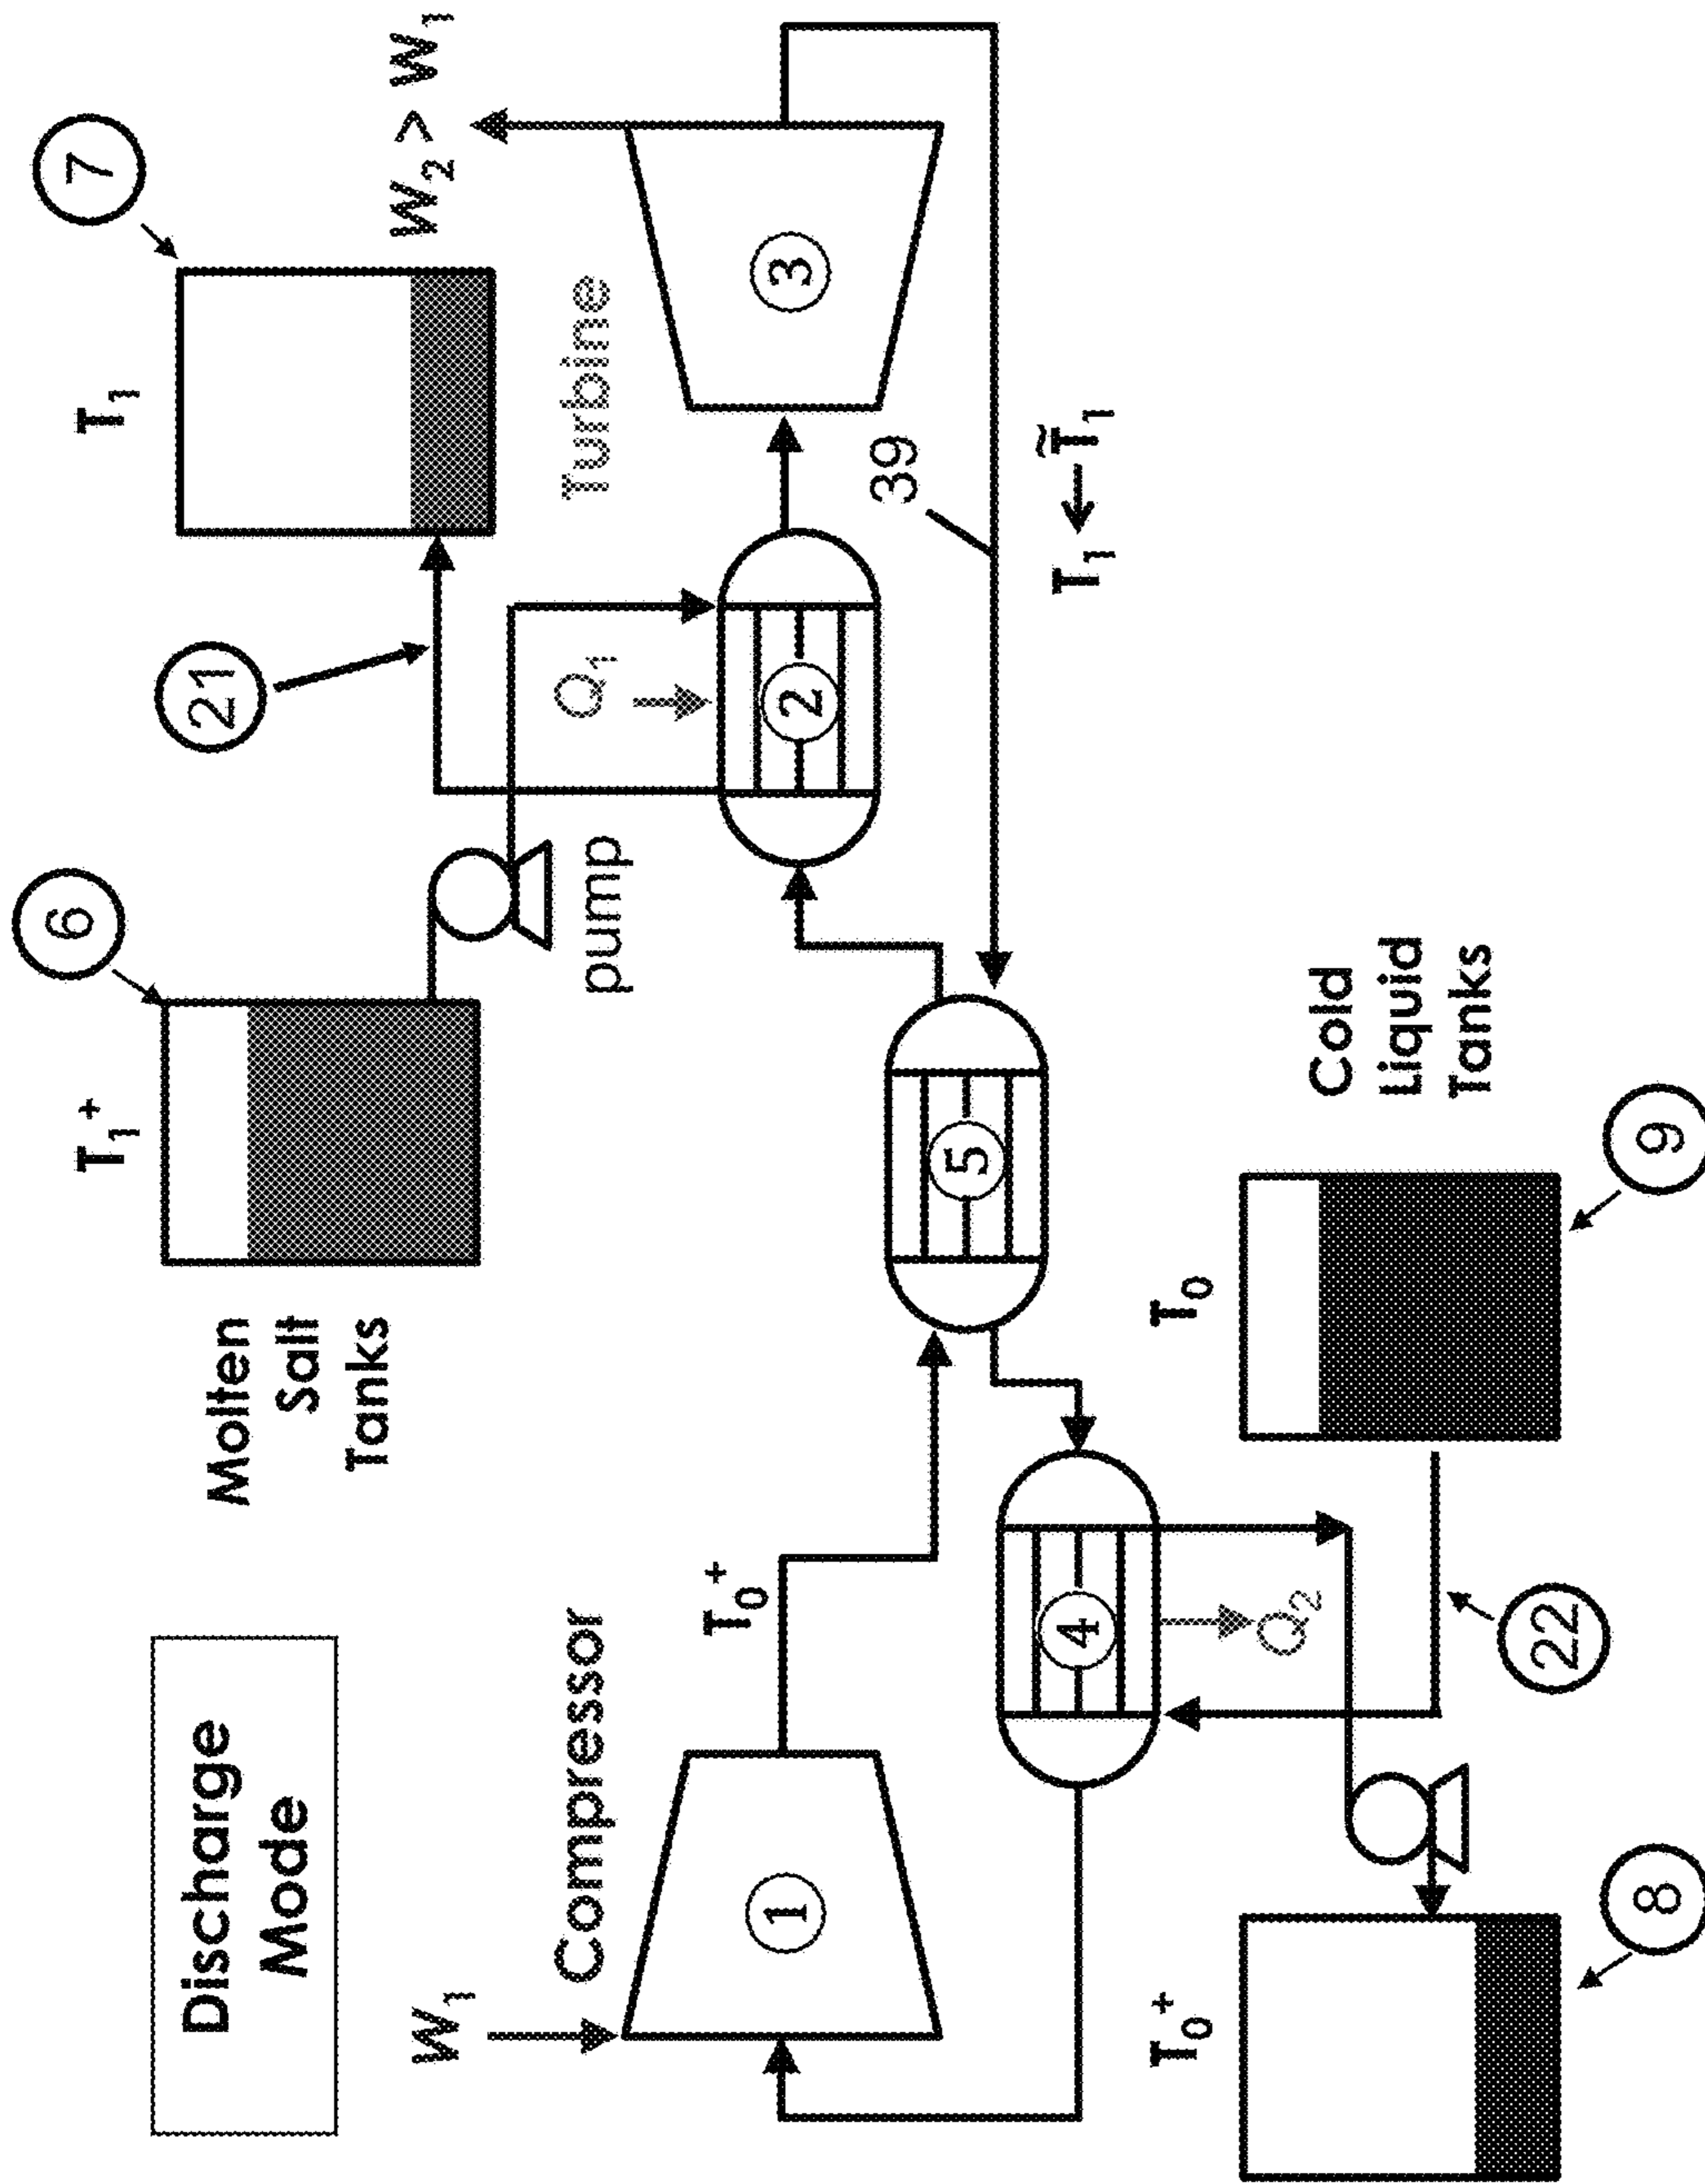 Discharge
Mode
W₁
Compressor
1
T₀⁺
Molten
Salt
Tanks
T₁⁺
6
pump
21
Q₁
2
T₁
7
Turbine
W₂ > W₁
3
39
T₁ ← T̃₁
5
4
Q₂
22
T₀⁺
8
T₀
9
Cold
Liquid
Tanks